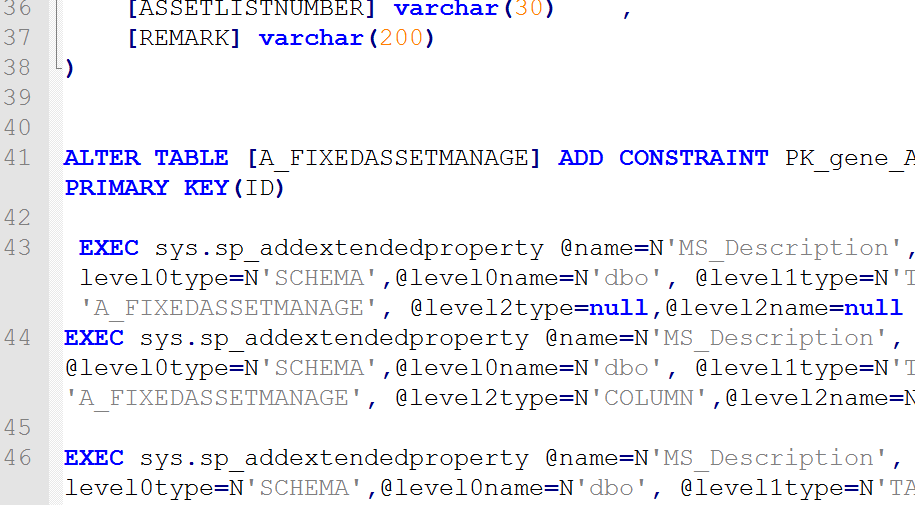 36 [ASSETLISTNUMBER] varchar(30) ,
37 [REMARK] varchar(200)
38 )
39
40
41 ALTER TABLE [A_FIXEDASSETMANAGE] ADD CONSTRAINT PK_gene_A
PRIMARY KEY(ID)
42
43 EXEC sys.sp_addextendedproperty @name=N'MS_Description',
level0type=N'SCHEMA',@level0name=N'dbo', @level1type=N'T
'A_FIXEDASSETMANAGE', @level2type=null,@level2name=null
44 EXEC sys.sp_addextendedproperty @name=N'MS_Description',
@level0type=N'SCHEMA',@level0name=N'dbo', @level1type=N'T
'A_FIXEDASSETMANAGE', @level2type=N'COLUMN',@level2name=N
45
46 EXEC sys.sp_addextendedproperty @name=N'MS_Description',
level0type=N'SCHEMA',@level0name=N'dbo', @level1type=N'TA